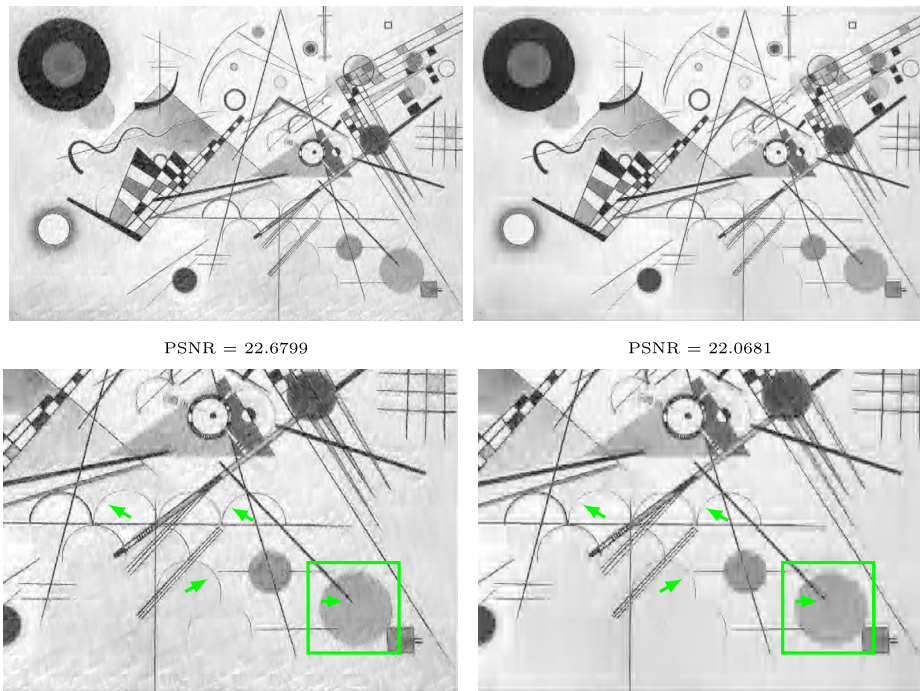 PSNR = 22.6799
PSNR = 22.0681